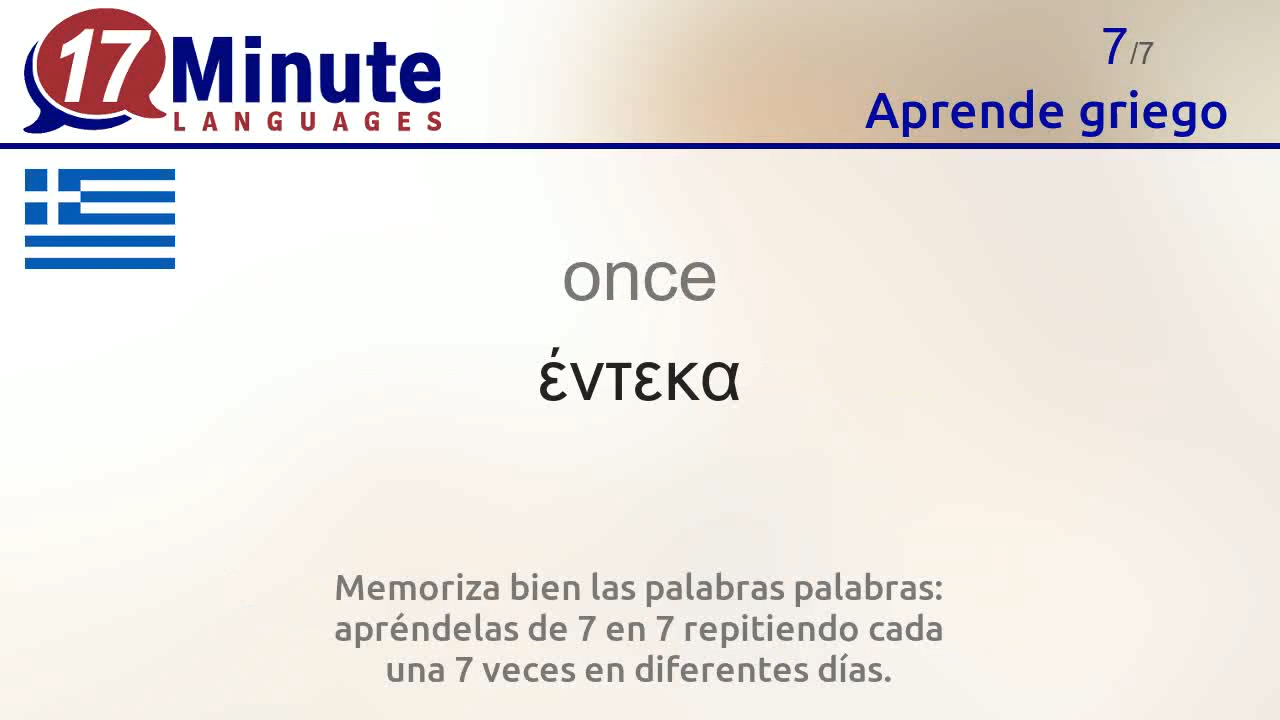 17 Minute
LANGUAGES
7/7
Aprende griego
once
έντεκα
Memoriza bien las palabras palabras:
apréndelas de 7 en 7 repitiendo cada
una 7 veces en diferentes días.